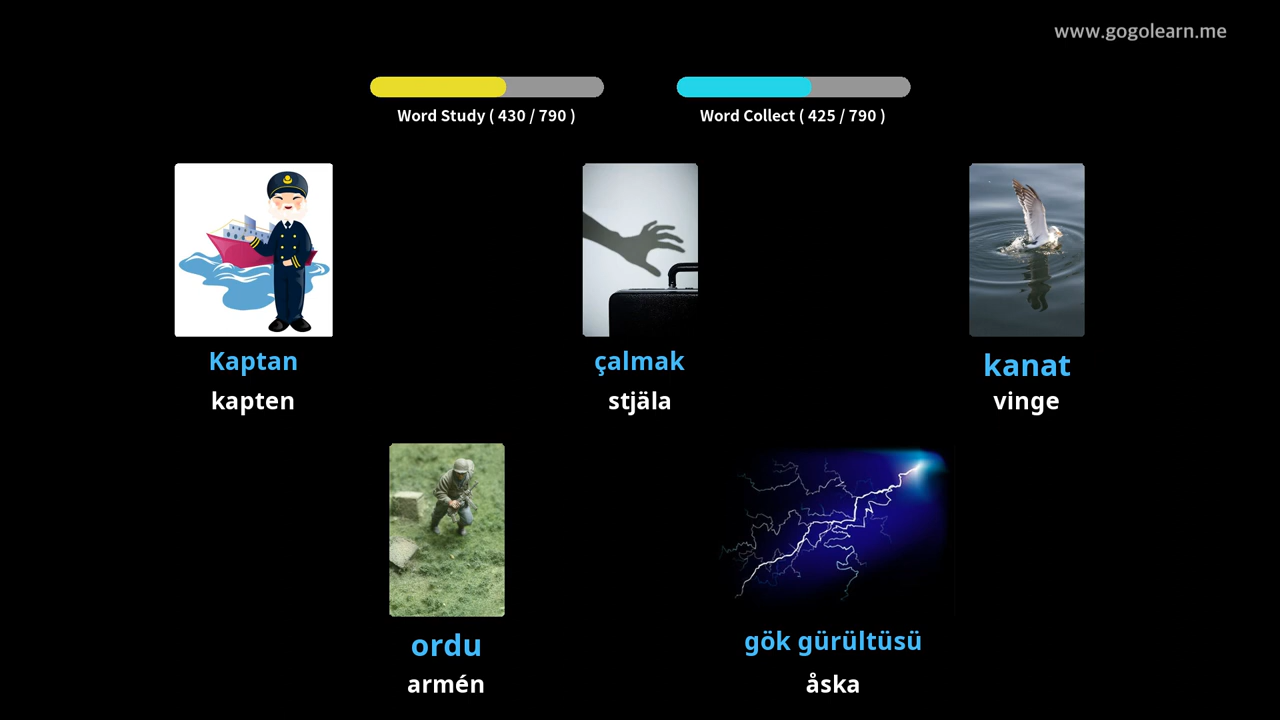 www.gogolearn.me
Word Study ( 430 / 790 )
Word Collect ( 425 / 790 )
Kaptan
kapten
çalmak
stjäla
kanat
vinge
ordu
armén
gök gürültüsü
åska